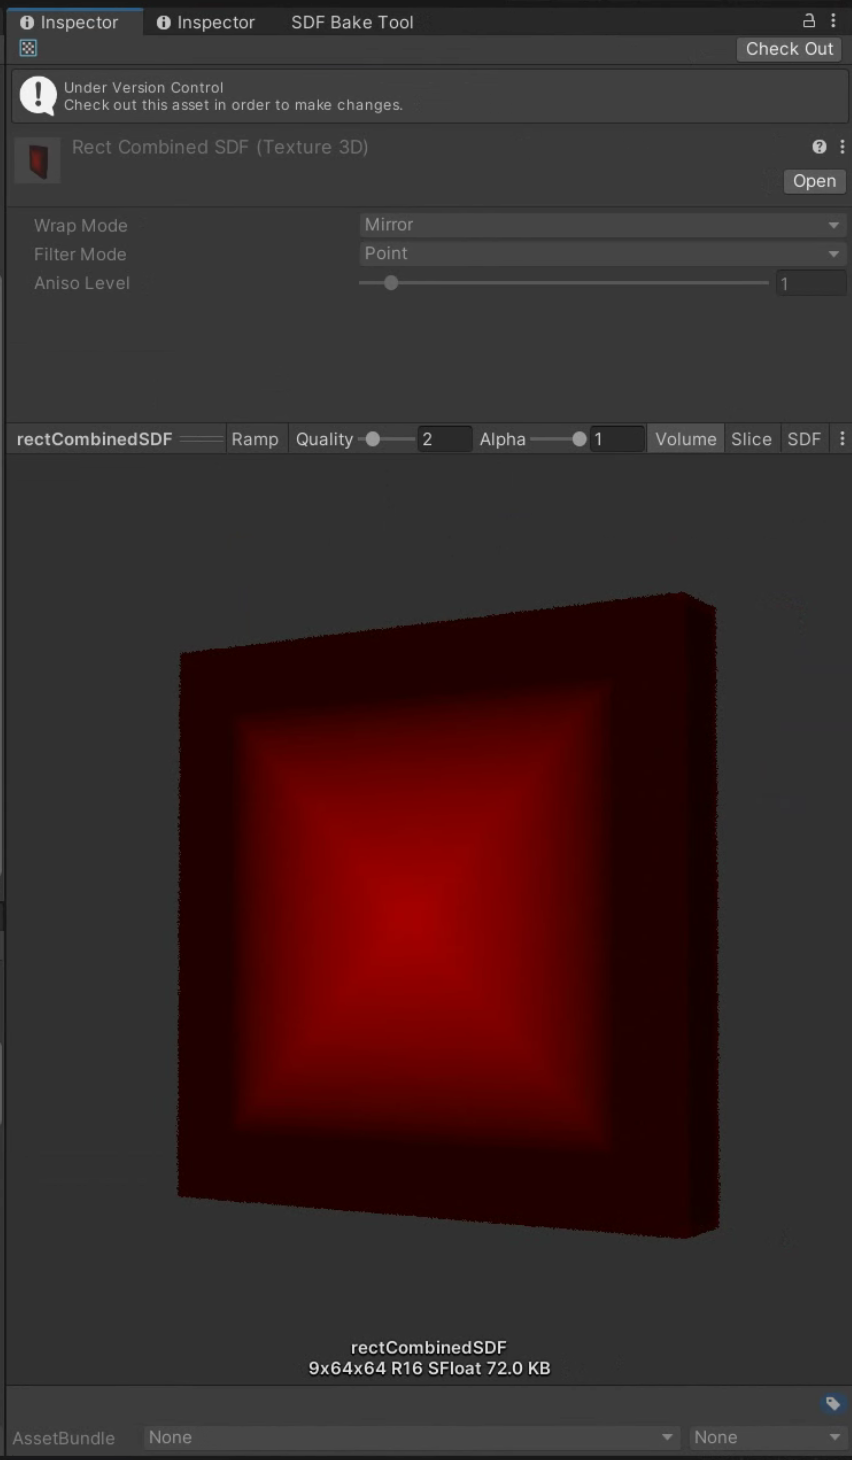 Inspector Inspector SDF Bake Tool
Check Out
Under Version Control
Check out this asset in order to make changes.
Rect Combined SDF (Texture 3D)
Open
Wrap Mode Mirror
Filter Mode Point
Aniso Level 1
rectCombinedSDF Ramp Quality 2 Alpha 1 Volume Slice SDF
rectCombinedSDF
9x64x64 R16 SFloat 72.0 KB
AssetBundle None None